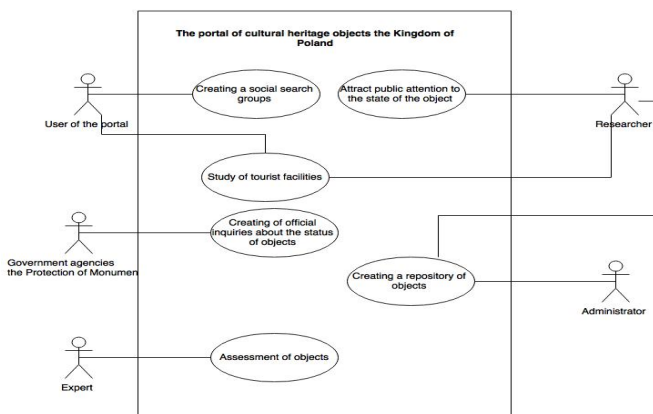 The portal of cultural heritage objects the Kingdom of
Poland
Creating a social search
groups
Attract public attention to
the state of the object
User of the portal
Researcher
Study of tourist facilities
Creating of official
inquiries about the status
of objects
Government agencies
the Protection of Monumen
Creating a repository of
objects
Administrator
Assessment of objects
Expert